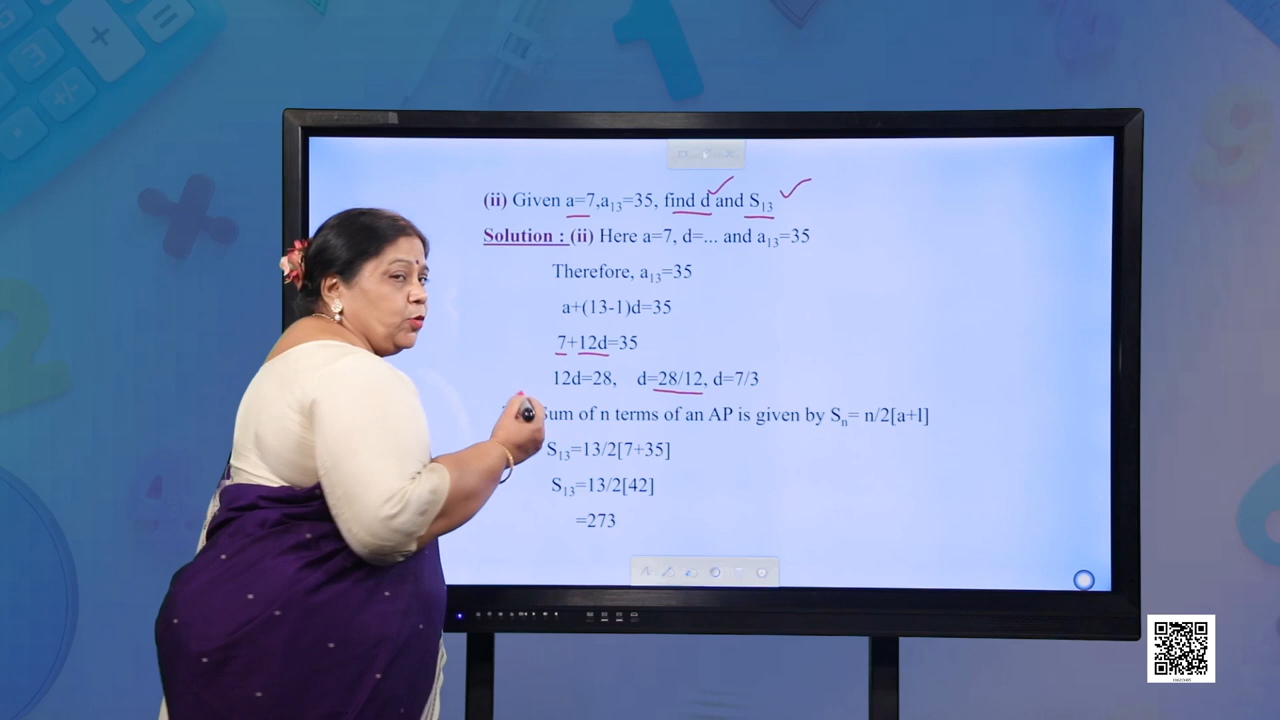 (ii) Given a=7,a₁₃=35, find d and S₁₃
Solution : (ii) Here a=7, d=... and a₁₃=35
Therefore, a₁₃=35
a+(13-1)d=35
7+12d=35
12d=28, d=28/12, d=7/3
Sum of n terms of an AP is given by Sₙ= n/2[a+l]
S₁₃=13/2[7+35]
S₁₃=13/2[42]
=273